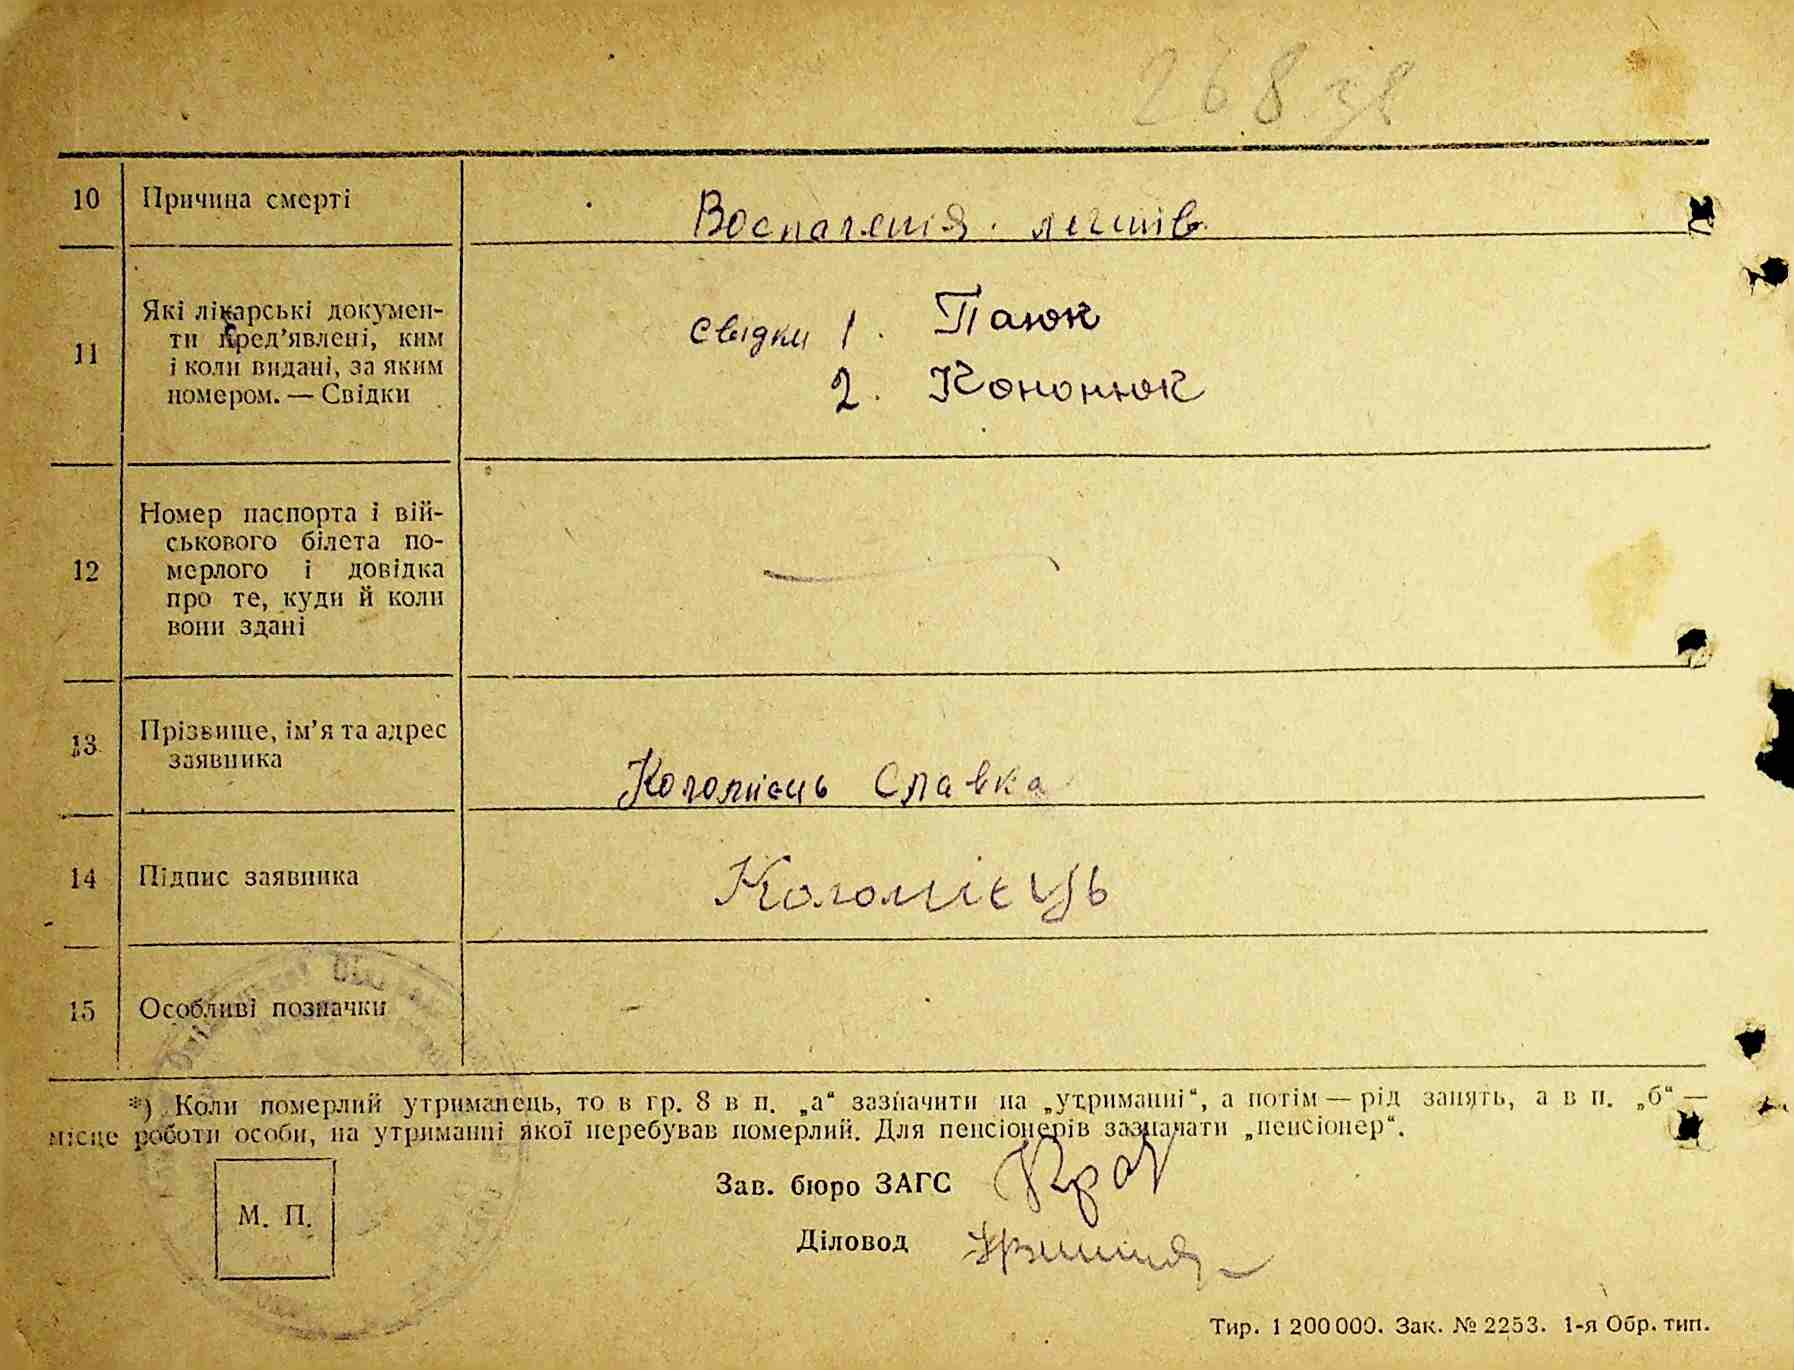 268 зв
10 Причина смерті Воспаленія легшів
11 Які лікарські докумен-
ти пред’явлені, ким
і коли видані, за яким
номером. — Свідки
свідки 1. Паюк
2. Кононюк
12 Номер паспорта і вій-
ськового білета по-
мерлого і довідка
про те, куди й коли
вони здані
13 Прізвище, ім’я та адрес
заявника
Коломієць Славка
14 Підпис заявника Коломієць
15 Особливі позначки
*) Коли померлий утриманець, то в гр. 8 в п. „а“ зазначити на „утриманні“, а потім — рід занять, а в п. „б“ —
місце роботи особи, на утриманні якої перебував померлий. Для пенсіонерів зазначати „пенсіонер“.
Зав. бюро ЗАГС
М. П.
Діловод
Тир. 1 200 000. Зак. № 2253. 1-я Обр. тип.